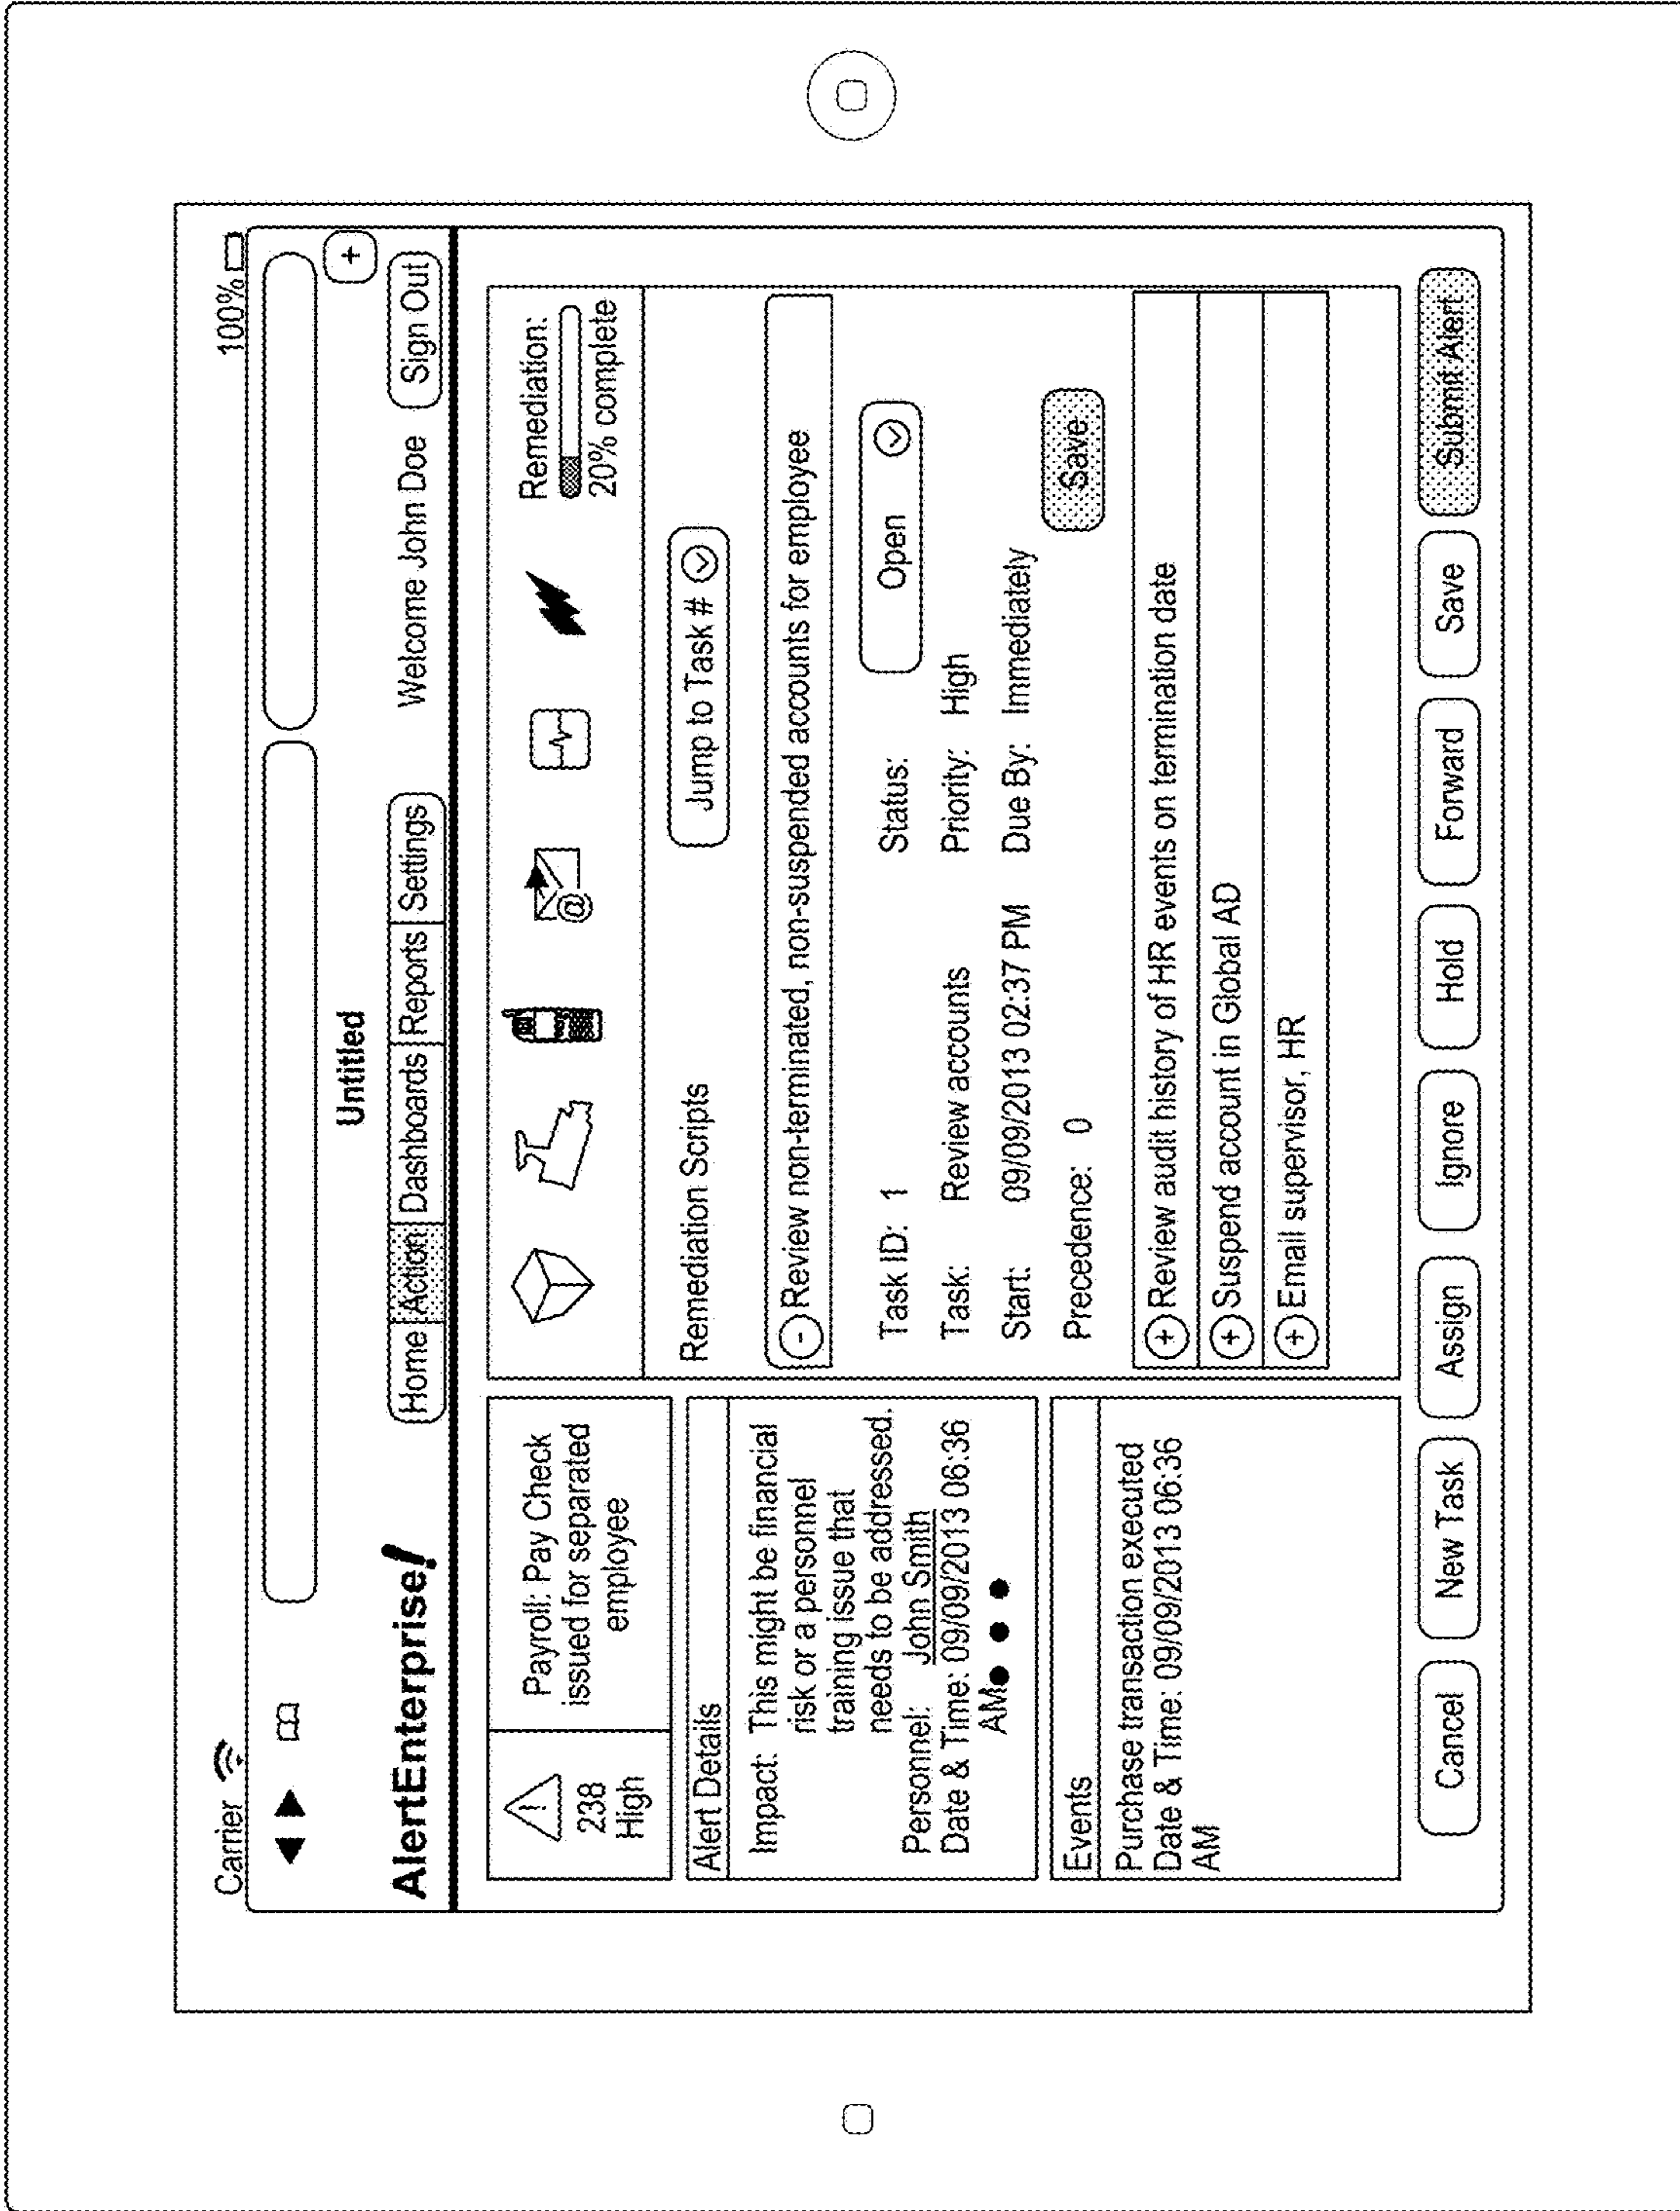 Carrier
100%
+
Untitled
AlertEnterprise!
Home Action Dashboards Reports Settings
Welcome John Doe
Sign Out
!
238
High
Payroll: Pay Check
issued for separated
employee
Alert Details
Impact: This might be financial
risk or a personnel
training issue that
needs to be addressed.
Personnel: John Smith
Date & Time: 09/09/2013 06:36
AM
Events
Purchase transaction executed
Date & Time: 09/09/2013 06:36
AM
@
Remediation:
20% complete
Remediation Scripts
Jump to Task #
- Review non-terminated, non-suspended accounts for employee
Task ID: 1 Status: Open
Task: Review accounts Priority: High
Start: 09/09/2013 02:37 PM Due By: Immediately
Precedence: 0
Save
+ Review audit history of HR events on termination date
+ Suspend account in Global AD
+ Email supervisor, HR
Cancel New Task Assign Ignore Hold Forward Save Submit Alert